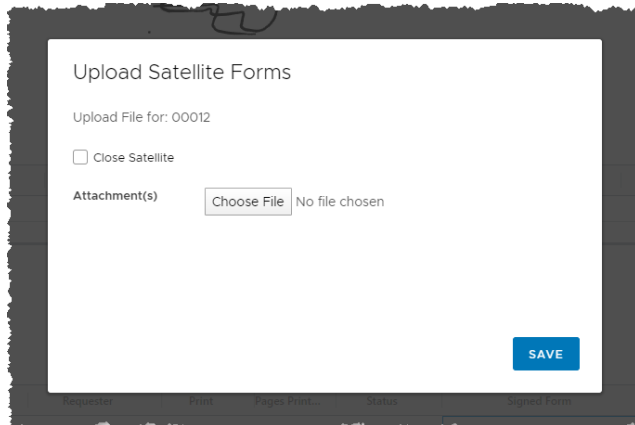 Upload Satellite Forms
Upload File for: 00012
Close Satellite
Attachment(s) Choose File No file chosen
SAVE
Requester Print Pages Print... Status Signed Form